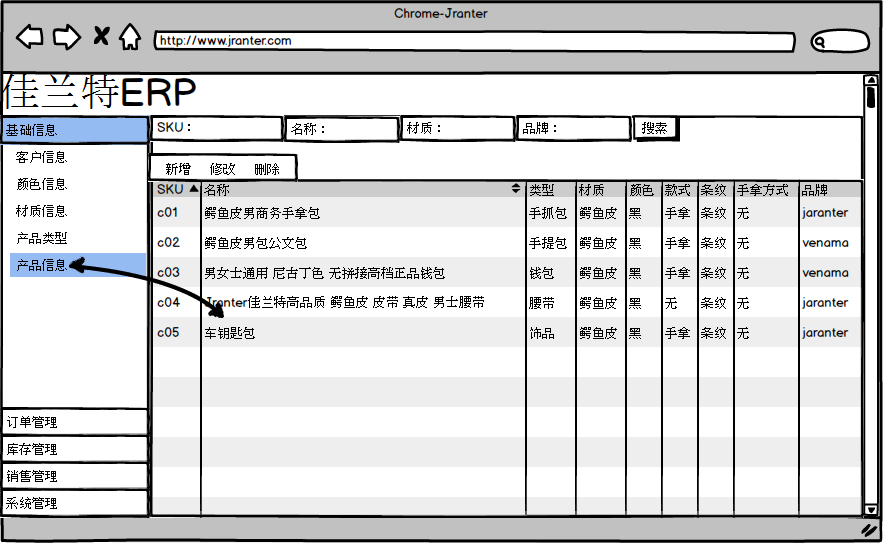 Chrome-Jranter
http://www.jranter.com
佳兰特ERP
基础信息
客户信息
颜色信息
材质信息
产品类型
产品信息
订单管理
库存管理
销售管理
系统管理
SKU： 名称： 材质： 品牌： 搜索
新增 修改 删除
SKU 名称 类型 材质 颜色 款式 条纹 手拿方式 品牌
c01 鳄鱼皮男商务手拿包 手抓包 鳄鱼皮 黑 手拿 条纹 无 jaranter
c02 鳄鱼皮男包公文包 手提包 鳄鱼皮 黑 手拿 条纹 无 venama
c03 男女士通用 尼古丁色 无拼接高档正品钱包 钱包 鳄鱼皮 黑 手拿 条纹 无 venama
c04 Jranter佳兰特高品质 鳄鱼皮 皮带 真皮 男士腰带 腰带 鳄鱼皮 黑 无 条纹 无 jaranter
c05 车钥匙包 饰品 鳄鱼皮 黑 手拿 条纹 无 jaranter